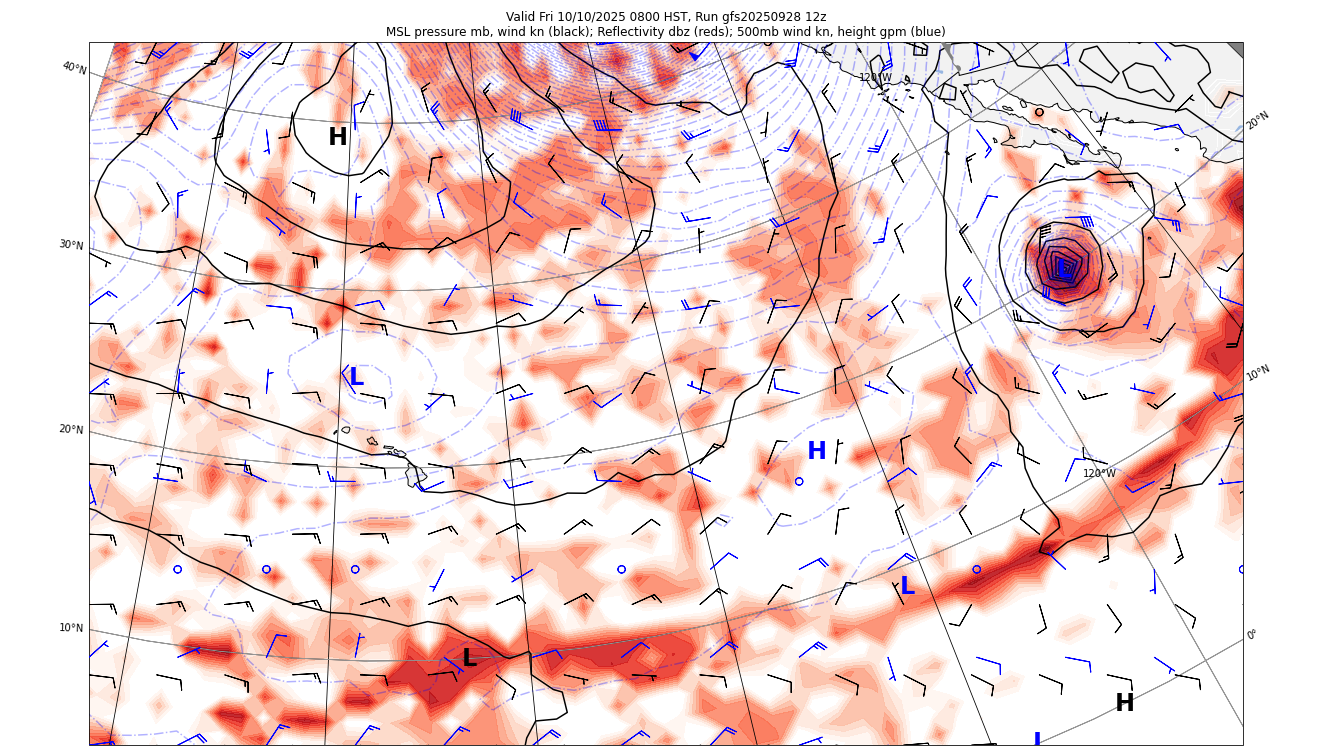 Valid Fri 10/10/2025 0800 HST, Run gfs20250928 12z
MSL pressure mb, wind kn (black); Reflectivity dbz (reds); 500mb wind kn, height gpm (blue)
40°N
120°W
20°N
H
30°N
L
L
10°N
20°N
H
120°W
L
10°N
0°
L
H
L